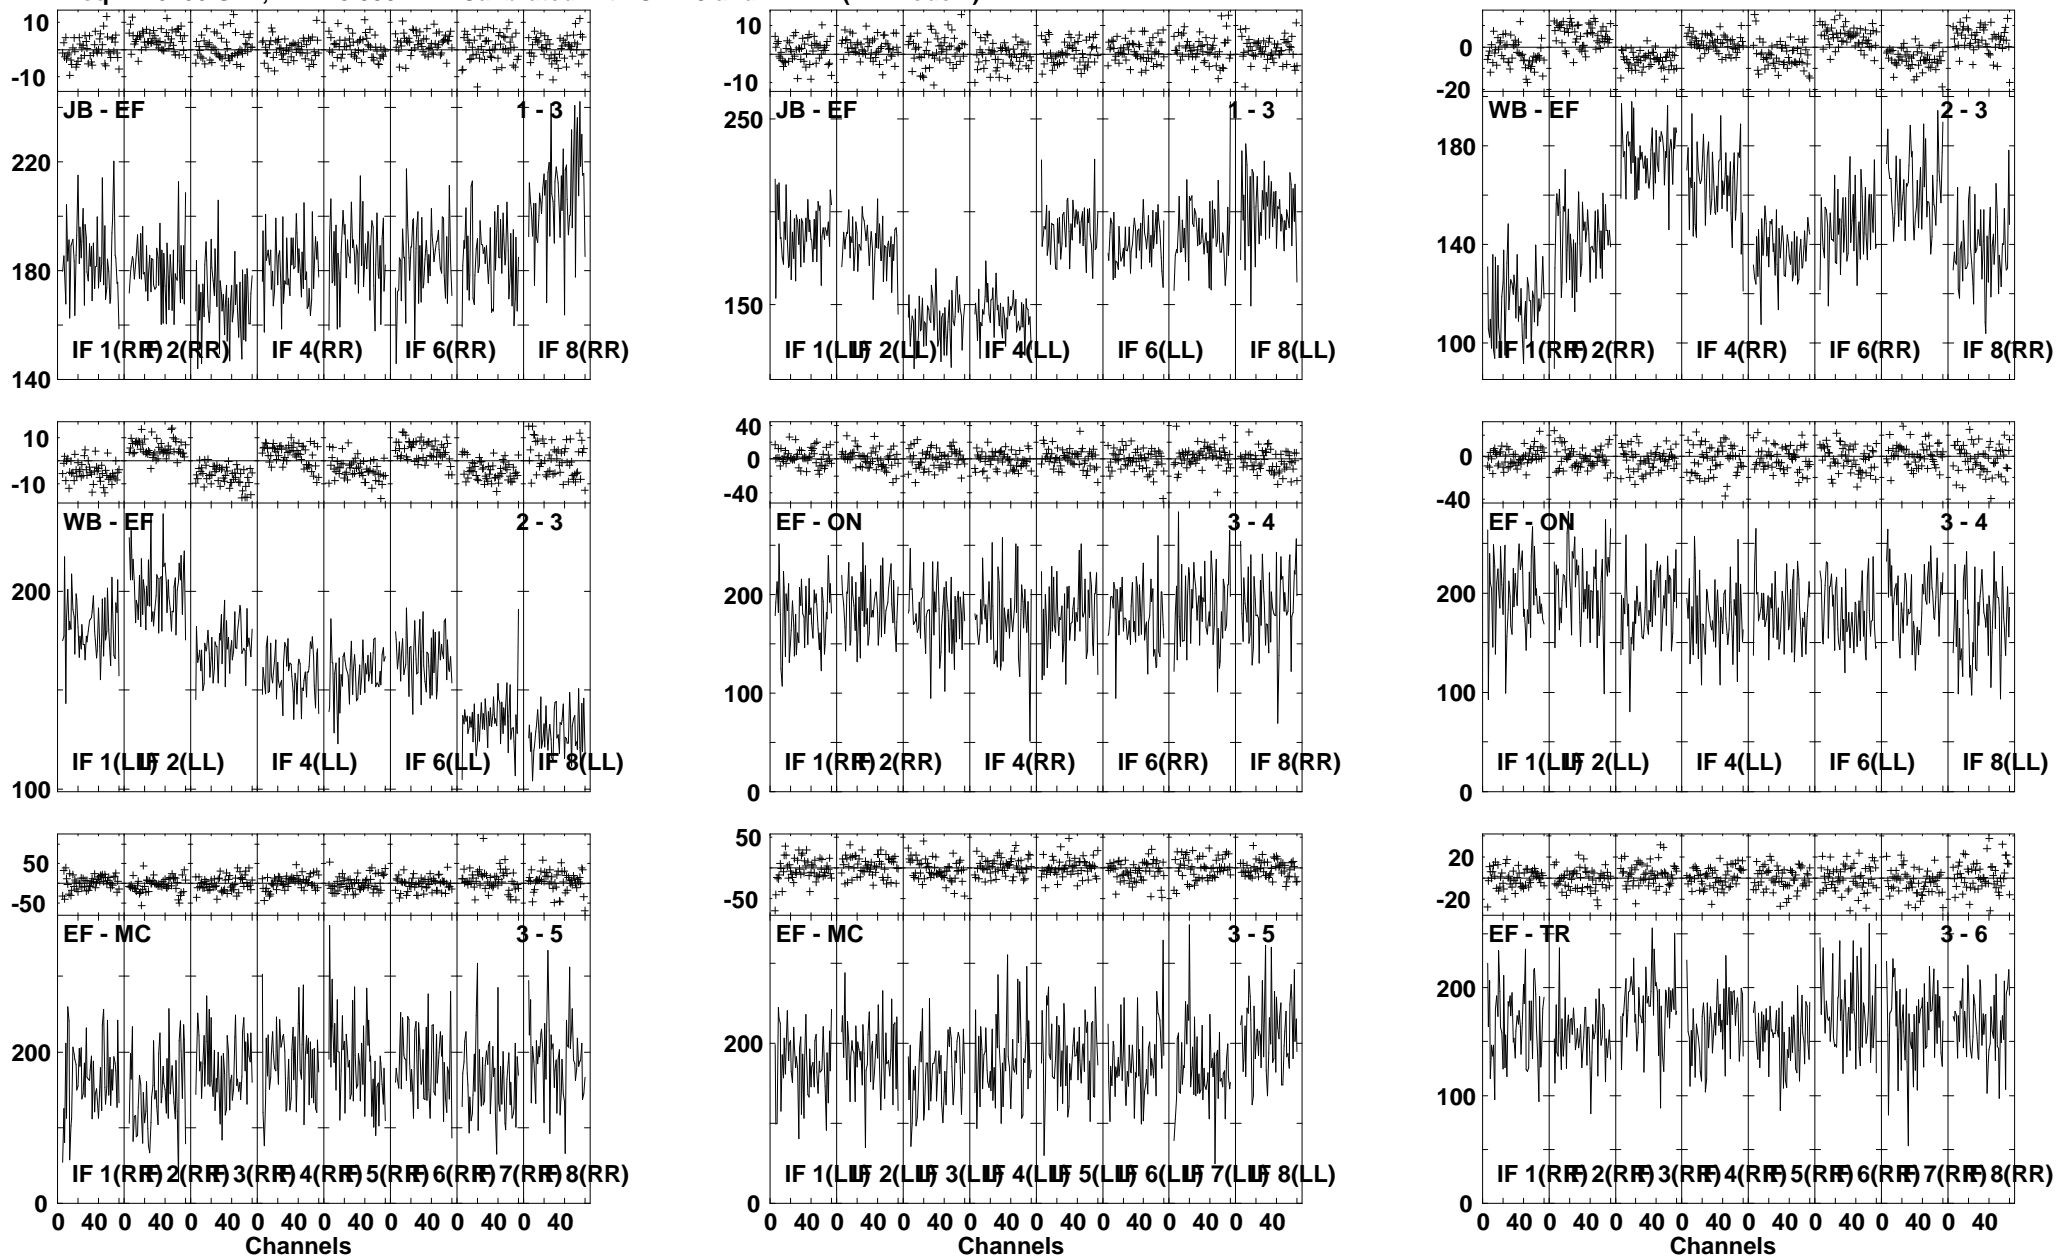 10
-10
JB - EF 1 - 3
220
180
140
IF 1(RR) IF 2(RR) IF 4(RR) IF 6(RR) IF 8(RR)
10
-10
JB - EF 1 - 3
250
150
IF 1(LL) IF 2(LL) IF 4(LL) IF 6(LL) IF 8(LL)
0
-20
WB - EF 2 - 3
180
140
100
IF 1(RR) IF 2(RR) IF 4(RR) IF 6(RR) IF 8(RR)
10
-10
WB - EF 2 - 3
200
100
IF 1(LL) IF 2(LL) IF 4(LL) IF 6(LL) IF 8(LL)
40
0
-40
EF - ON 3 - 4
200
100
0
IF 1(RR) IF 2(RR) IF 4(RR) IF 6(RR) IF 8(RR)
0
-40
EF - ON 3 - 4
200
100
0
IF 1(LL) IF 2(LL) IF 4(LL) IF 6(LL) IF 8(LL)
50
-50
EF - MC 3 - 5
200
0
IF 1(RR) IF 2(RR) IF 3(RR) IF 4(RR) IF 5(RR) IF 6(RR) IF 7(RR) IF 8(RR)
0 40 0 40 0 40 0 40 0 40 0 40 0 40 0 40
Channels
50
-50
EF - MC 3 - 5
200
0
IF 1(LL) IF 2(LL) IF 3(LL) IF 4(LL) IF 5(LL) IF 6(LL) IF 7(LL) IF 8(LL)
0 40 0 40 0 40 0 40 0 40 0 40 0 40 0 40
Channels
20
-20
EF - TR 3 - 6
200
100
0
IF 1(RR) IF 2(RR) IF 3(RR) IF 4(RR) IF 5(RR) IF 6(RR) IF 7(RR) IF 8(RR)
0 40 0 40 0 40 0 40 0 40 0 40 0 40 0 40
Channels